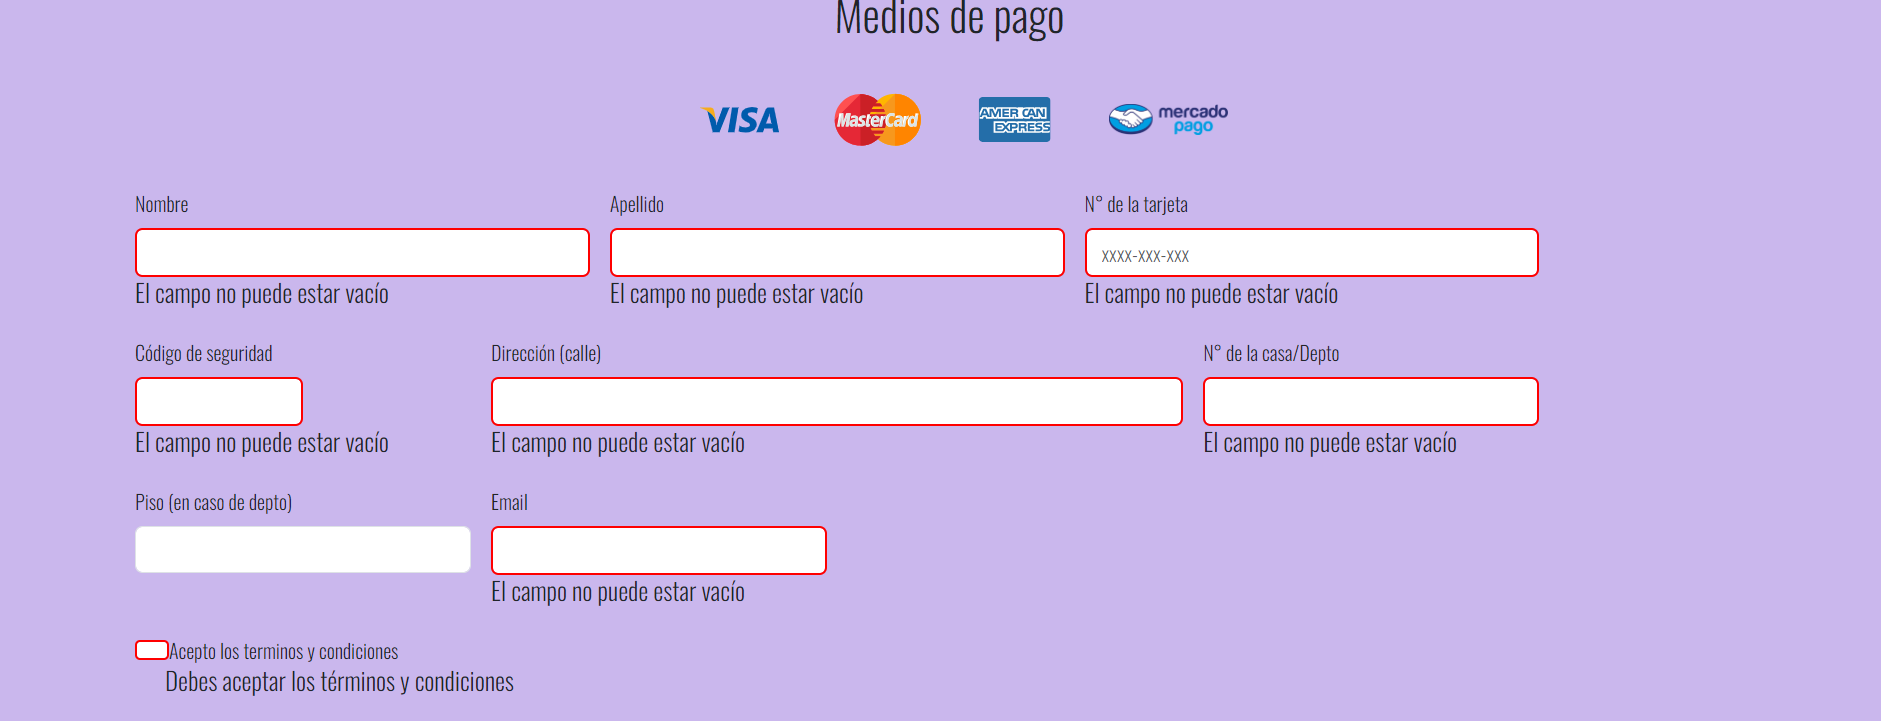 Medios de pago
VISA MasterCard AMERICAN EXPRESS mercado pago
Nombre Apellido N° de la tarjeta
xxxx-xxx-xxx
El campo no puede estar vacío El campo no puede estar vacío El campo no puede estar vacío
Código de seguridad Dirección (calle) N° de la casa/Depto
El campo no puede estar vacío El campo no puede estar vacío El campo no puede estar vacío
Piso (en caso de depto) Email
El campo no puede estar vacío
Acepto los terminos y condiciones
Debes aceptar los términos y condiciones